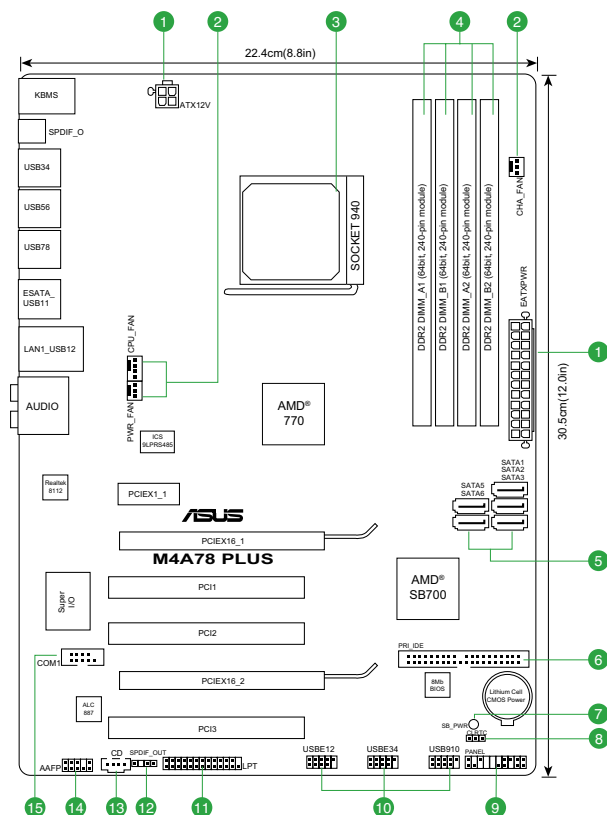 1
2
3
4
2
22.4cm(8.8in)
KBMS
ATX12V
SPDIF_O
USB34
USB56
USB78
ESATA_
USB11
LAN1_USB12
AUDIO
CPU_FAN
PWR_FAN
2
SOCKET 940
DDR2 DIMM_A1 (64bit, 240-pin module)
DDR2 DIMM_B1 (64bit, 240-pin module)
DDR2 DIMM_A2 (64bit, 240-pin module)
DDR2 DIMM_B2 (64bit, 240-pin module)
CHA_FAN
EATXPWR
1
30.5cm(12.0in)
AMD®
770
ICS
9LPRS485
Realtek
8112
PCIEX1_1
SATA1
SATA2
SATA3
SATA5
SATA6
5
ASUS
PCIEX16_1
M4A78 PLUS
AMD®
SB700
Super
I/O
PCI1
PCI2
PRI_IDE
6
15
COM1
PCIEX16_2
8Mb
BIOS
Lithium Cell
CMOS Power
ALC
887
PCI3
SB_PWR
7
CLRTC
8
AAFP
CD
SPDIF_OUT
LPT
USBE12
USBE34
USB910
PANEL
14
13
12
11
10
9